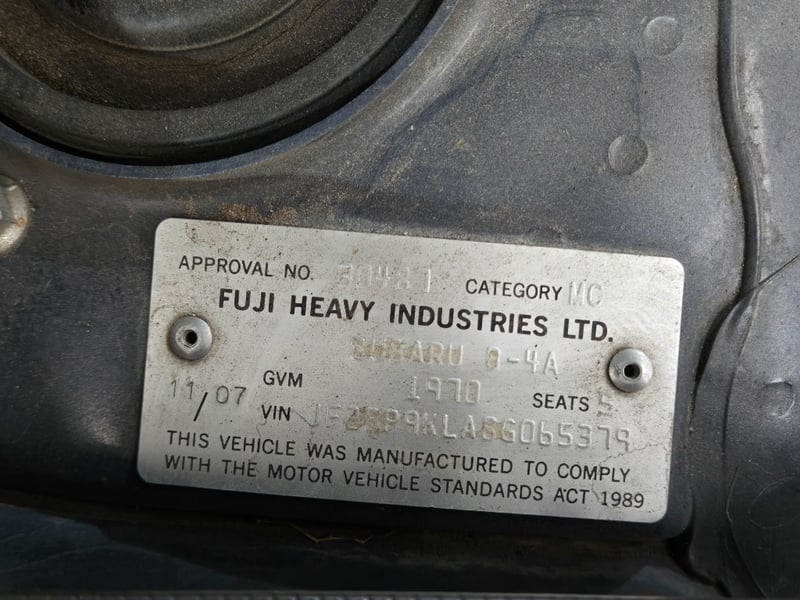 APPROVAL NO. CATEGORY MC
FUJI HEAVY INDUSTRIES LTD.
SUBARU
11/07 GVM 1970 SEATS 5
VIN
THIS VEHICLE WAS MANUFACTURED TO COMPLY
WITH THE MOTOR VEHICLE STANDARDS ACT 1989